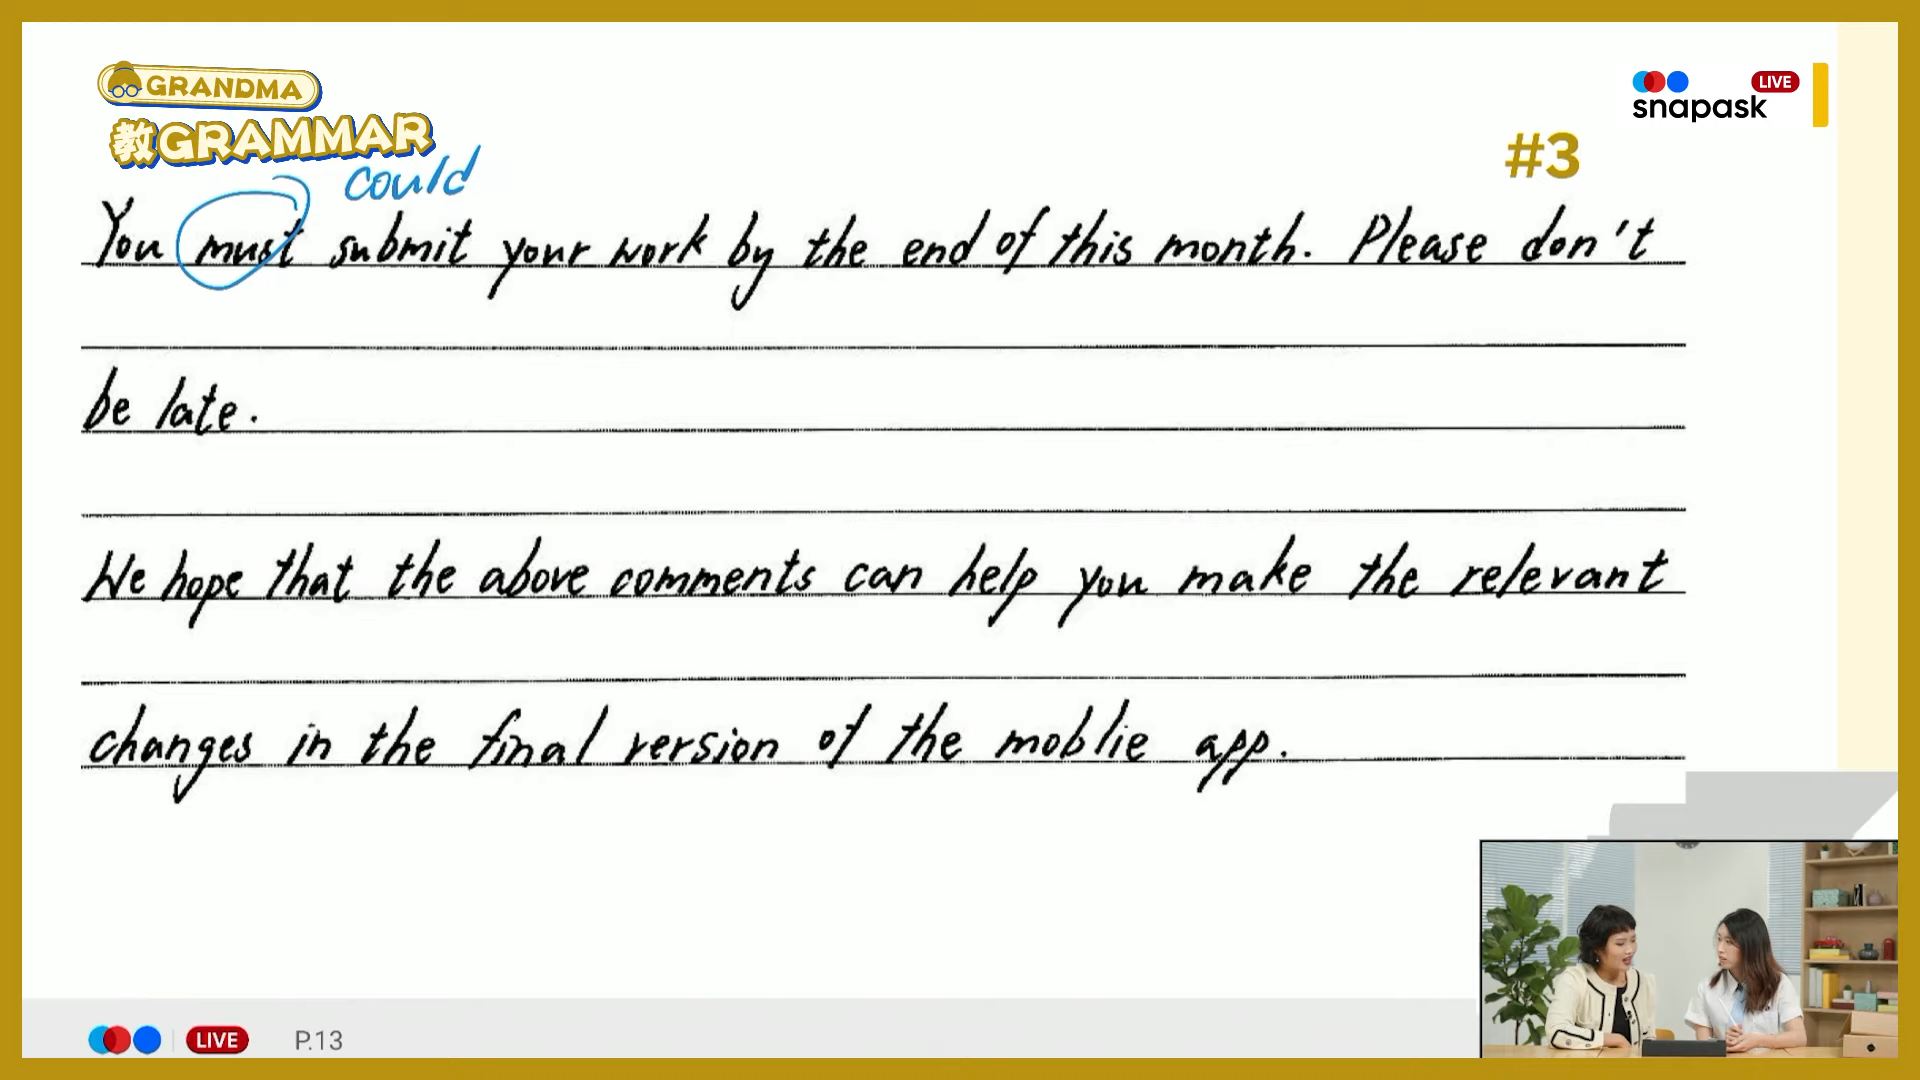 GRANDMA
教GRAMMAR
LIVE
snapask
#3
could
You must submit your work by the end of this month. Please don't
be late.
We hope that the above comments can help you make the relevant
changes in the final version of the moblie app.
LIVE P.13